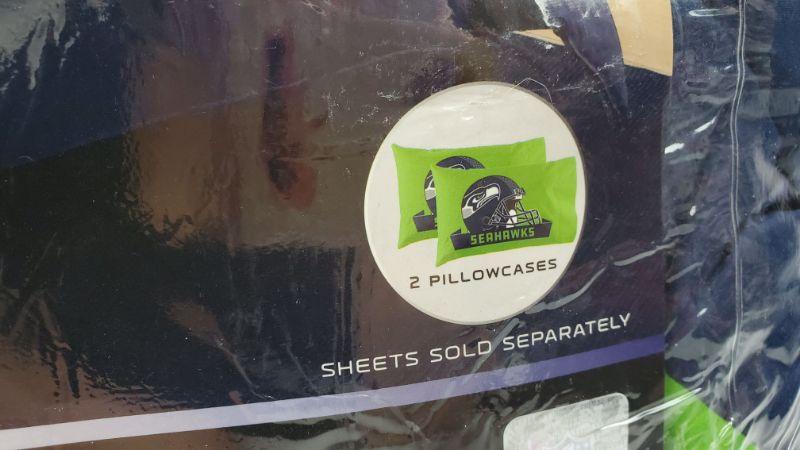 SEAHAWKS
2 PILLOWCASES
SHEETS SOLD SEPARATELY